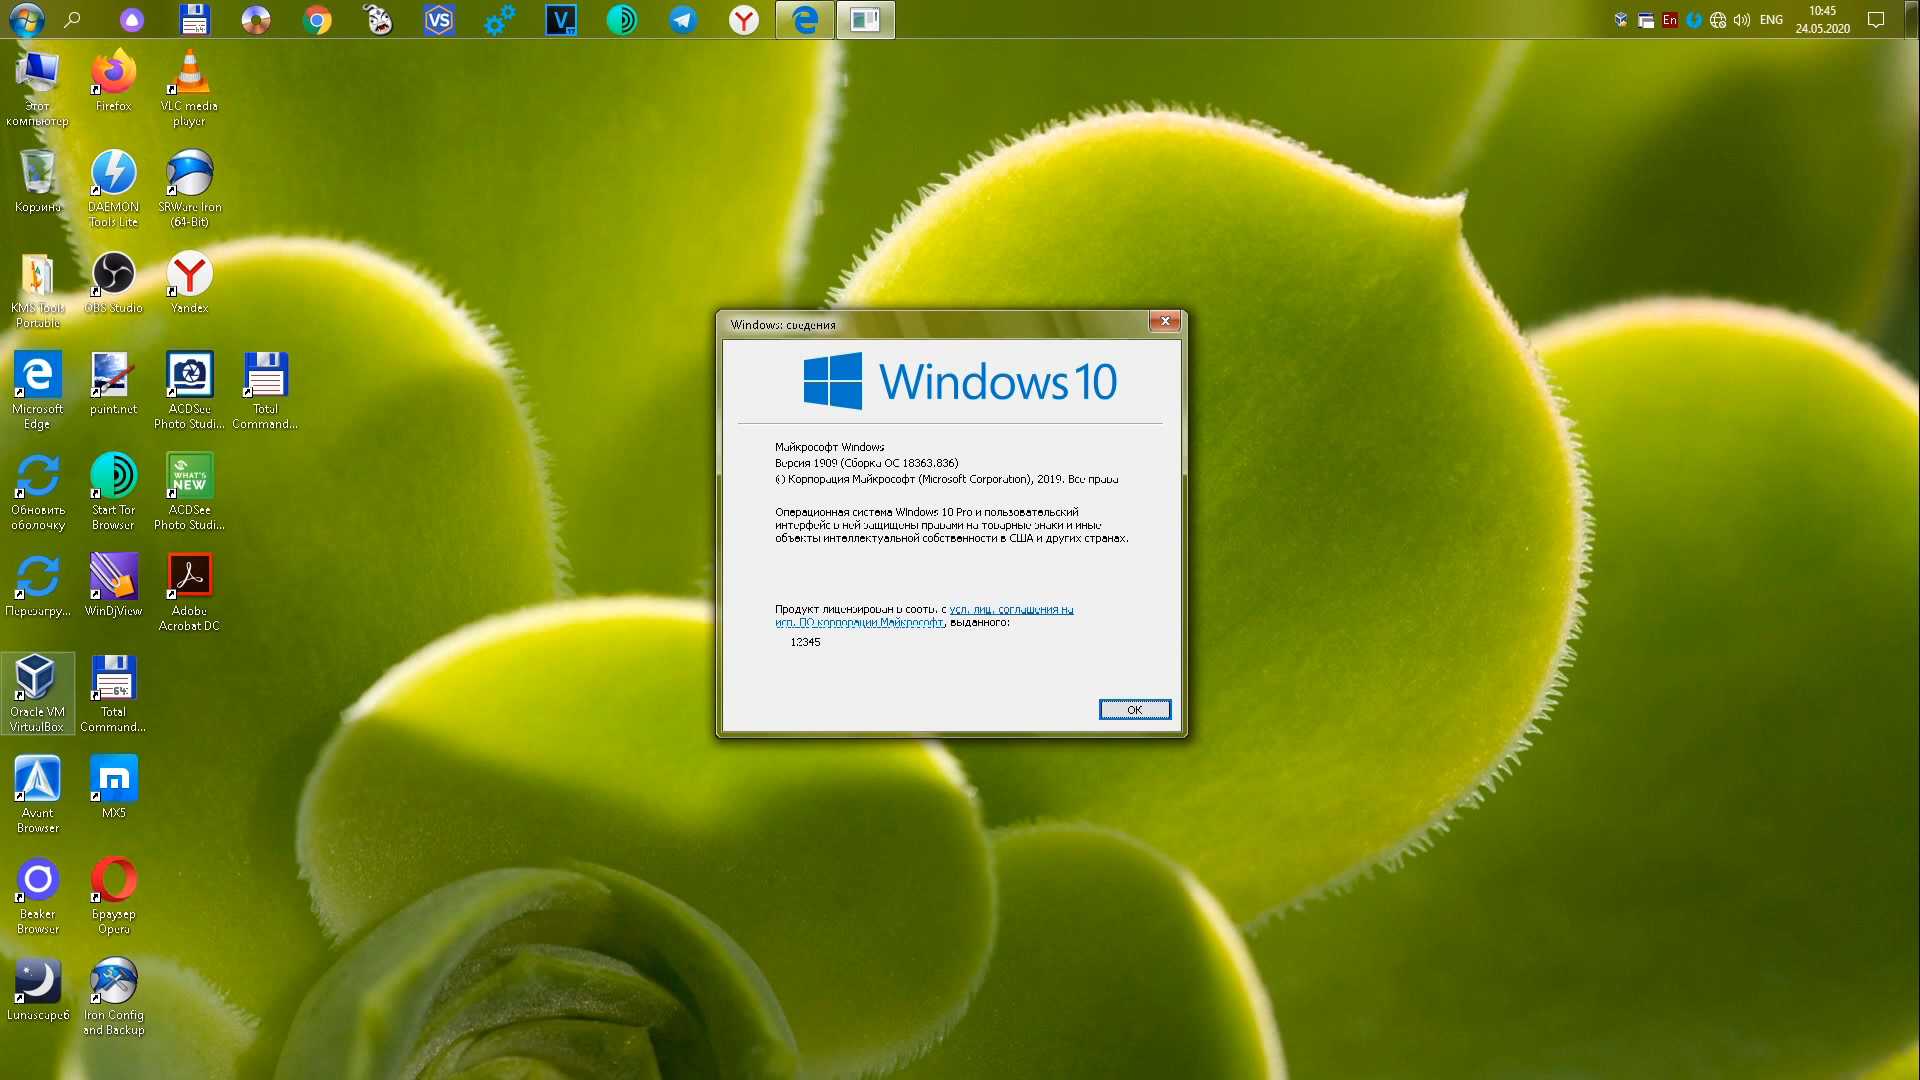 En
ENG
10:45
24.05.2020
Этот компьютер
Firefox
VLC media player
Корзина
DAEMON Tools Lite
SRWare Iron (64-Bit)
KMS Tools Portable
OBS Studio
Yandex
Microsoft Edge
paint.net
ACDSee Photo Studi...
Total Command...
Обновить оболочку
Start Tor Browser
WHAT'S NEW
ACDSee Photo Studi...
Перезагру...
WinDjView
Adobe Acrobat DC
Oracle VM VirtualBox
64
Total Command...
Avant Browser
MX5
Beaker Browser
Браузер Opera
Lunascape6
Iron Config and Backup
Windows: сведения
Windows 10
Майкрософт Windows
Версия 1909 (Сборка ОС 18363.836)
© Корпорация Майкрософт (Microsoft Corporation), 2019. Все права
Операционная система Windows 10 Pro и пользовательский
интерфейс в ней защищены правами на товарные знаки и иные
объекты интеллектуальной собственности в США и других странах.
Продукт лицензирован в соотв. с усл. лиц. соглашения на
исп. ПО корпорации Майкрософт, выданного:
12345
OK